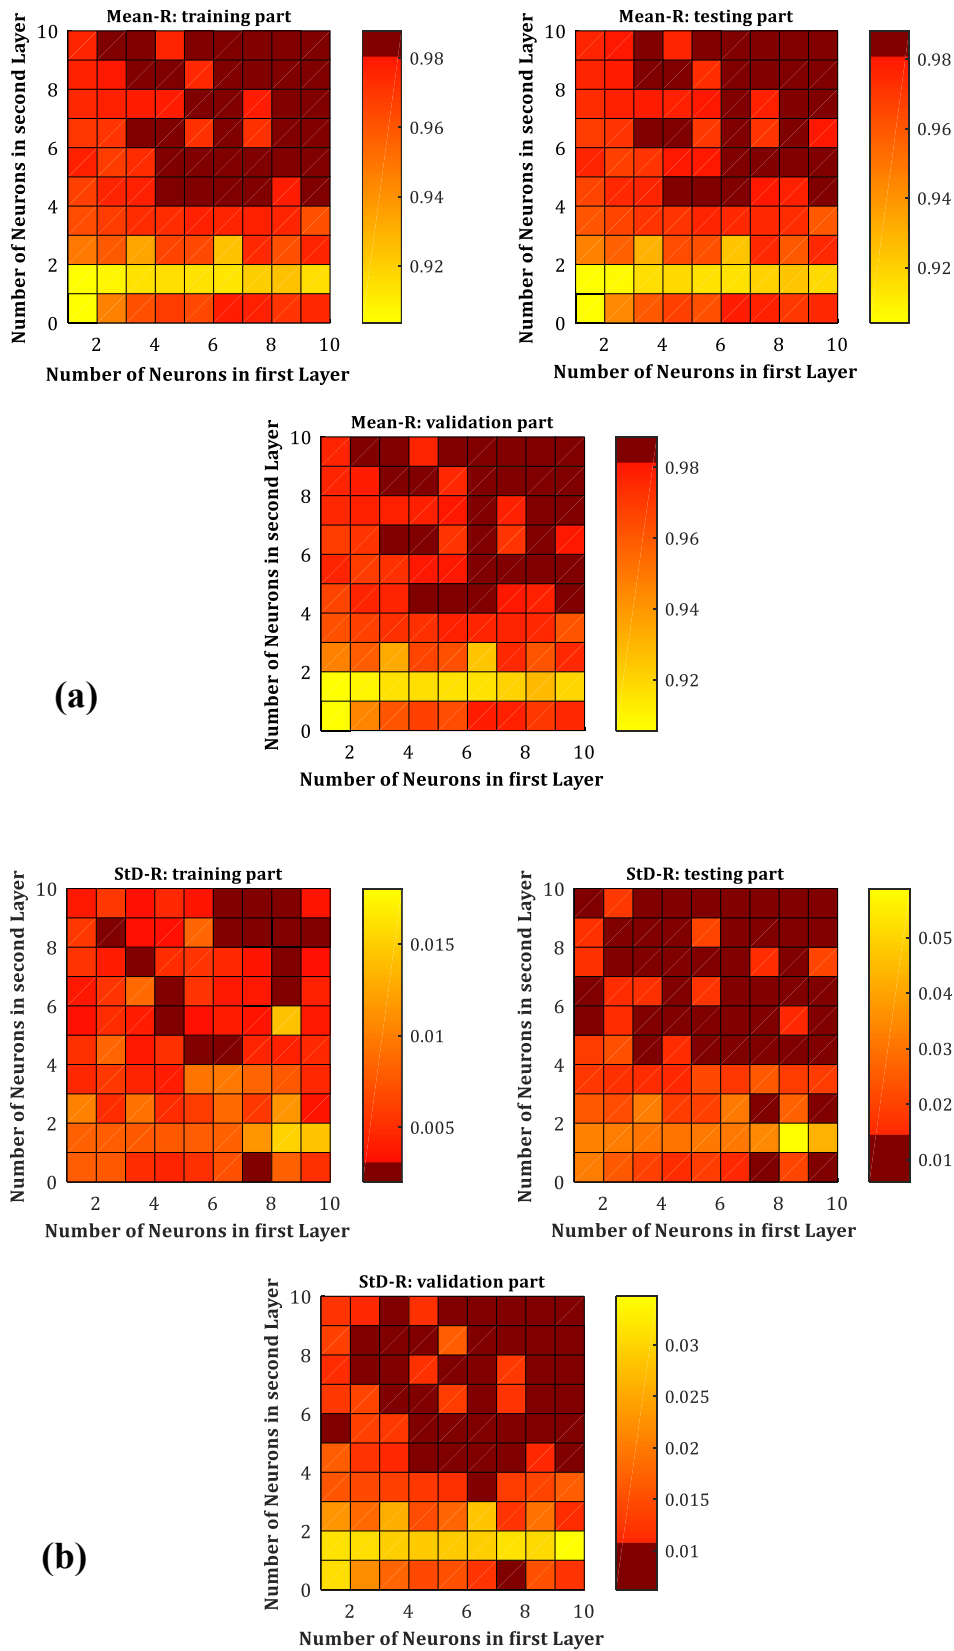 Mean-R: training part
Number of Neurons in second Layer
10
8
6
4
2
0
2 4 6 8 10
Number of Neurons in first Layer
0.98
0.96
0.94
0.92
Mean-R: testing part
Number of Neurons in second Layer
10
8
6
4
2
0
2 4 6 8 10
Number of Neurons in first Layer
0.98
0.96
0.94
0.92
Mean-R: validation part
Number of Neurons in second Layer
10
8
6
4
2
0
2 4 6 8 10
Number of Neurons in first Layer
0.98
0.96
0.94
0.92
(a)
StD-R: training part
Number of Neurons in second Layer
10
8
6
4
2
0
2 4 6 8 10
Number of Neurons in first Layer
0.015
0.01
0.005
StD-R: testing part
Number of Neurons in second Layer
10
8
6
4
2
0
2 4 6 8 10
Number of Neurons in first Layer
0.05
0.04
0.03
0.02
0.01
StD-R: validation part
Number of Neurons in second Layer
10
8
6
4
2
0
2 4 6 8 10
Number of Neurons in first Layer
0.03
0.025
0.02
0.015
0.01
(b)